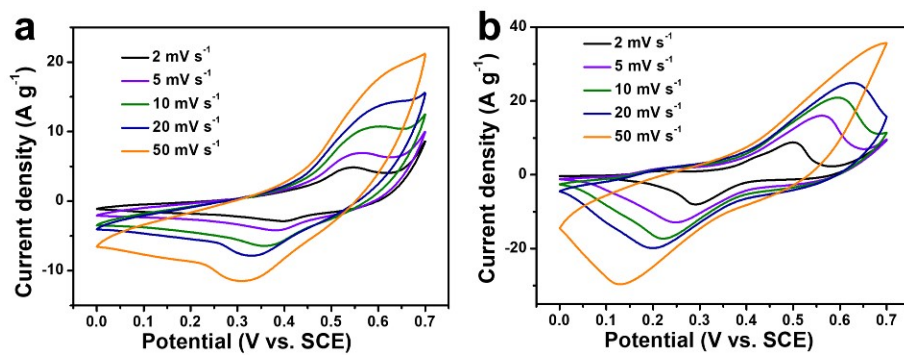 a
Current density (A g⁻¹)
20
10
0
-10
2 mV s⁻¹
5 mV s⁻¹
10 mV s⁻¹
20 mV s⁻¹
50 mV s⁻¹
0.0 0.1 0.2 0.3 0.4 0.5 0.6 0.7
Potential (V vs. SCE)
b
Current density (A g⁻¹)
40
20
0
-20
2 mV s⁻¹
5 mV s⁻¹
10 mV s⁻¹
20 mV s⁻¹
50 mV s⁻¹
0.0 0.1 0.2 0.3 0.4 0.5 0.6 0.7
Potential (V vs. SCE)